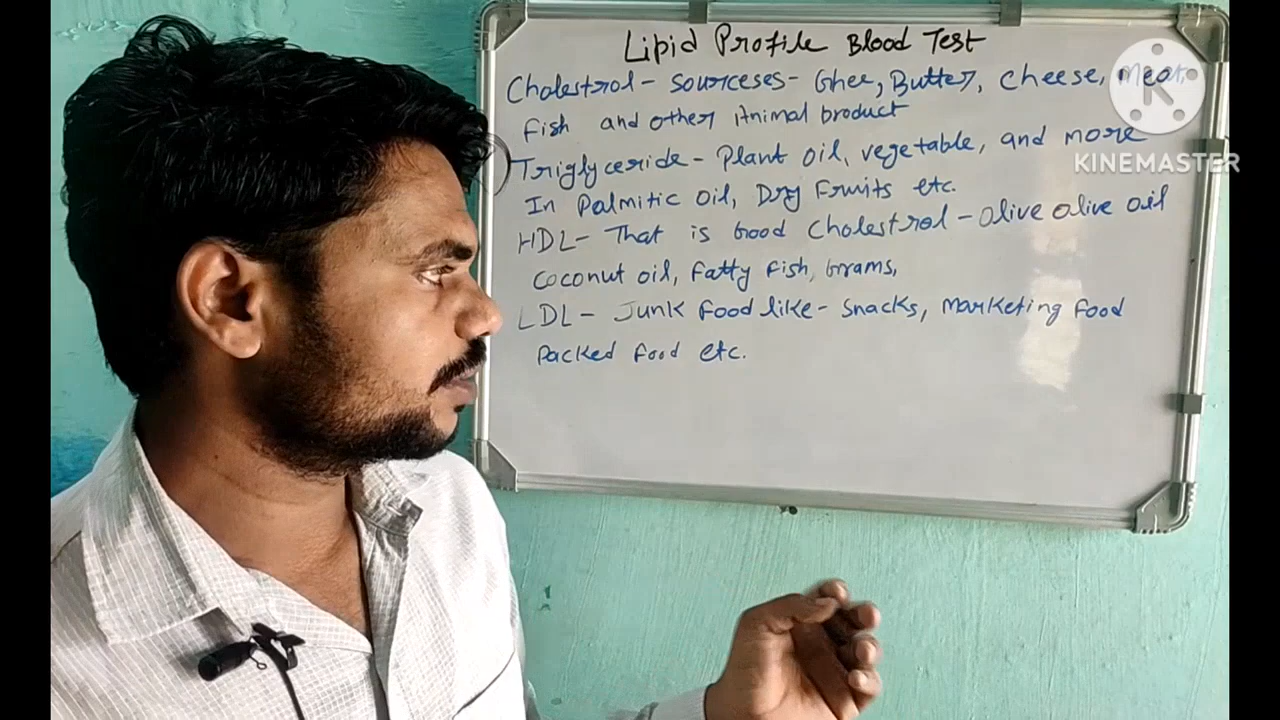 Lipid Profile Blood Test
Cholestrol - Sourceses - Ghee, Butter, Cheese, Meat,
Fish and other Animal product
Triglyceride - Plant oil, vegetable, and more
In Palmitic oil, Dry Fruits etc.
HDL - That is Good Cholestrol - Olive Olive oil
Coconut oil, Fatty Fish, Grams,
LDL - Junk Food like - Snacks, Marketing Food
Packed Food etc.
K
KINEMASTER